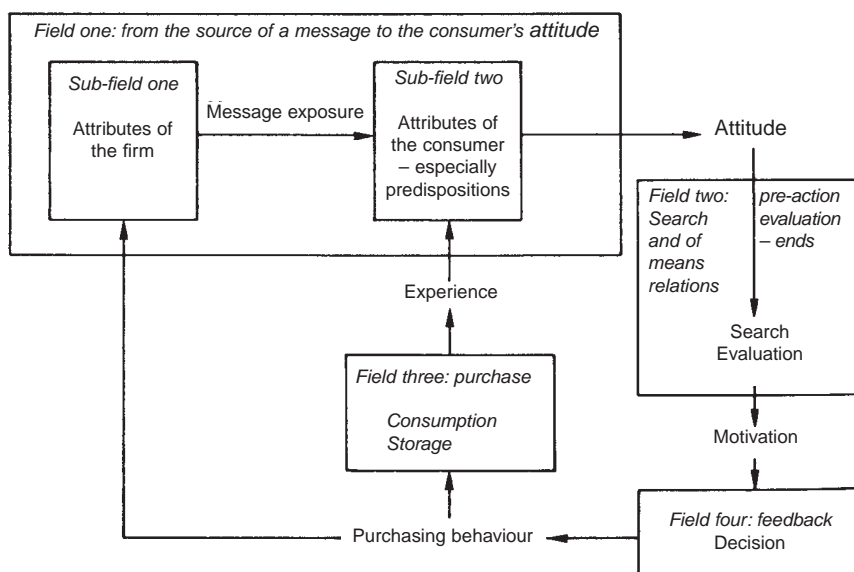 Field one: from the source of a message to the consumer's attitude
Sub-field one
Attributes of
the firm
Message exposure
Sub-field two
Attributes of
the consumer
– especially
predispositions
Attitude
Field two: pre-action
Search evaluation
and of – ends
means
relations
Search
Evaluation
Motivation
Field four: feedback
Decision
Purchasing behaviour
Field three: purchase
Consumption
Storage
Experience